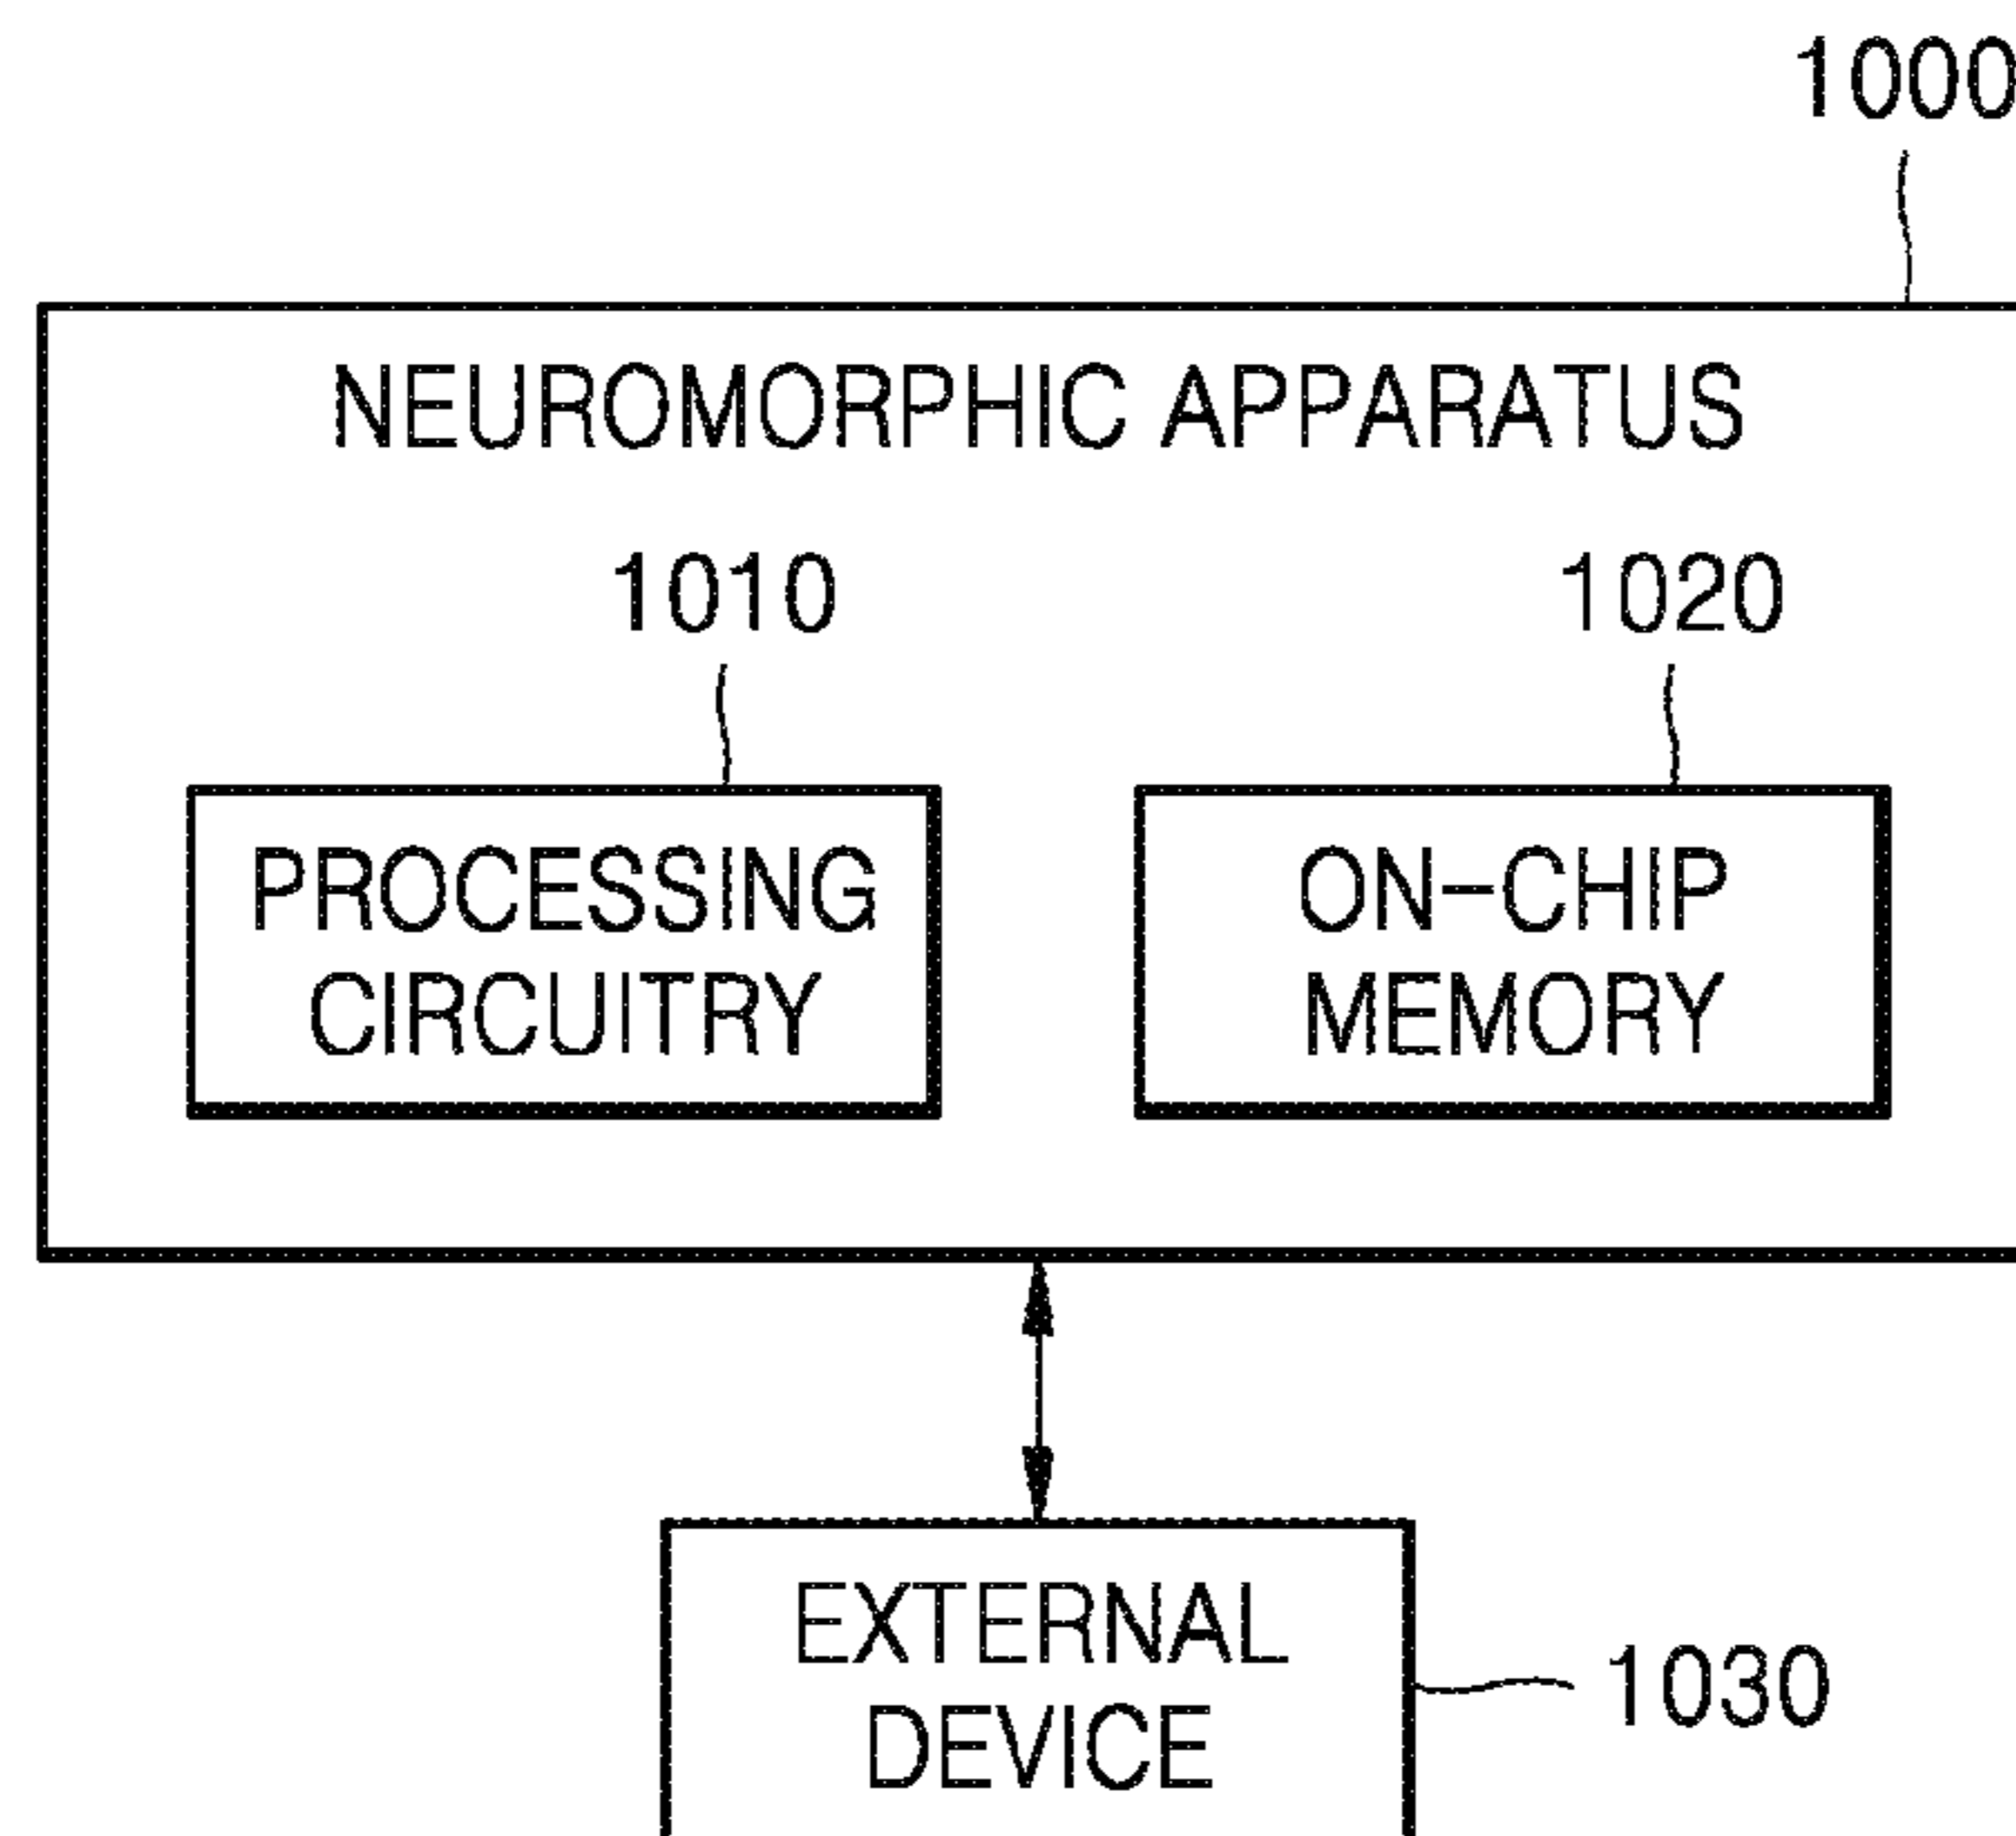 1000
NEUROMORPHIC APPARATUS
1010
1020
PROCESSING
CIRCUITRY
ON-CHIP
MEMORY
EXTERNAL
DEVICE
1030